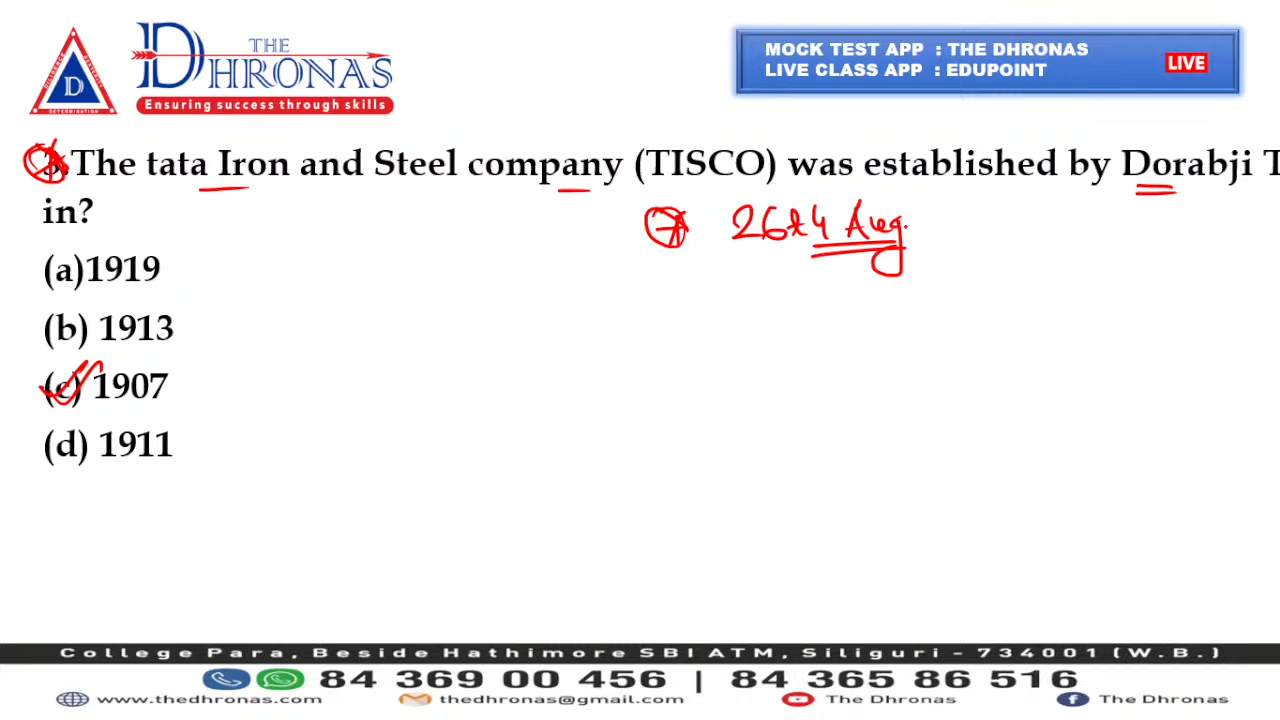 THE
DHRONAS
Ensuring success through skills
DILIGENCE
D
DETERMINATION
MOCK TEST APP : THE DHRONAS
LIVE CLASS APP : EDUPOINT
LIVE
3.The tata Iron and Steel company (TISCO) was established by Dorabji T
in?
26th Aug.
(a)1919
(b) 1913
(c) 1907
(d) 1911
College Para, Beside Hathimore SBI ATM, Siliguri - 734001 (W.B.)
84 369 00 456 | 84 365 86 516
www.thedhronas.com thedhronas@gmail.com The Dhronas The Dhronas